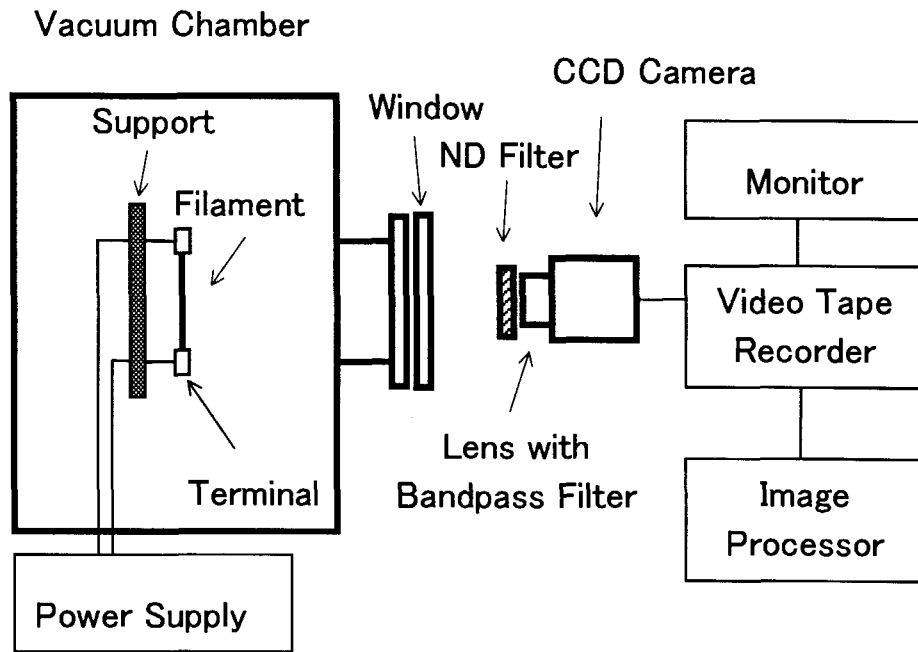 Vacuum Chamber
CCD Camera
Window
Support
ND Filter
Monitor
Filament
Video Tape
Recorder
Lens with
Bandpass Filter
Terminal
Image
Processor
Power Supply